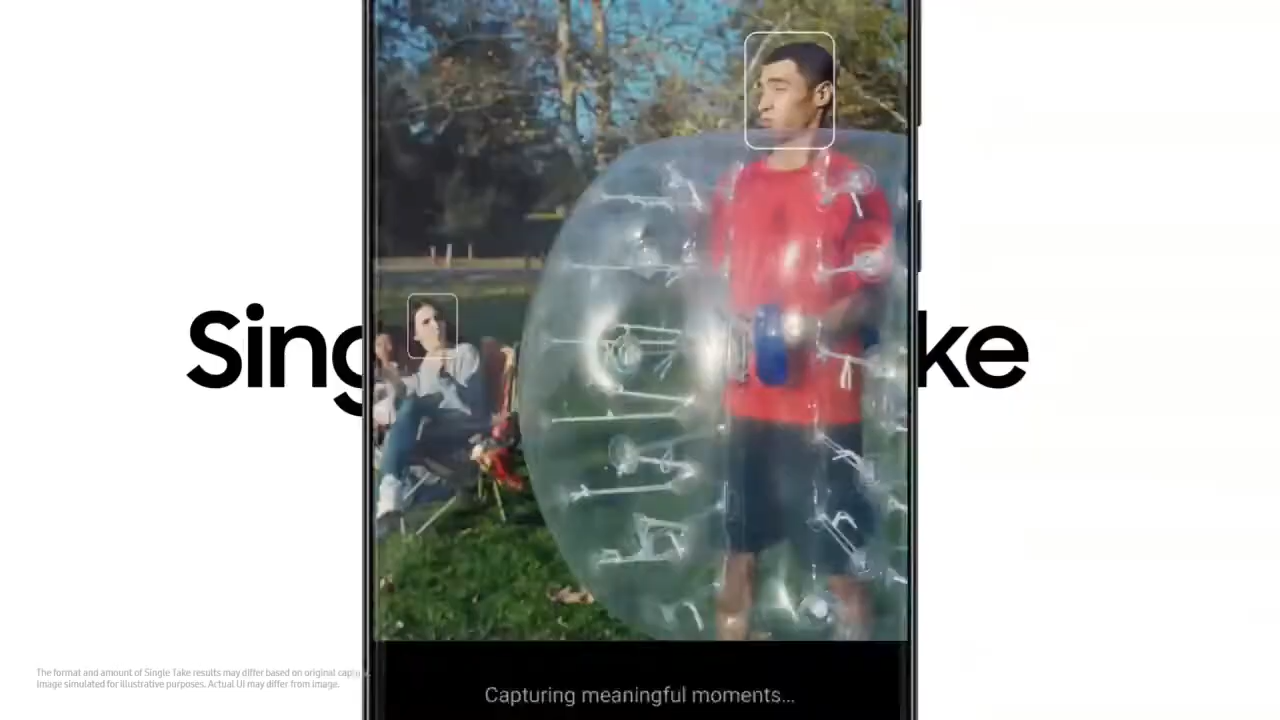 Sing ke
The format and amount of Single Take results may differ based on original
Image simulated for illustrative purposes. Actual UI may differ from image.
Capturing meaningful moments...